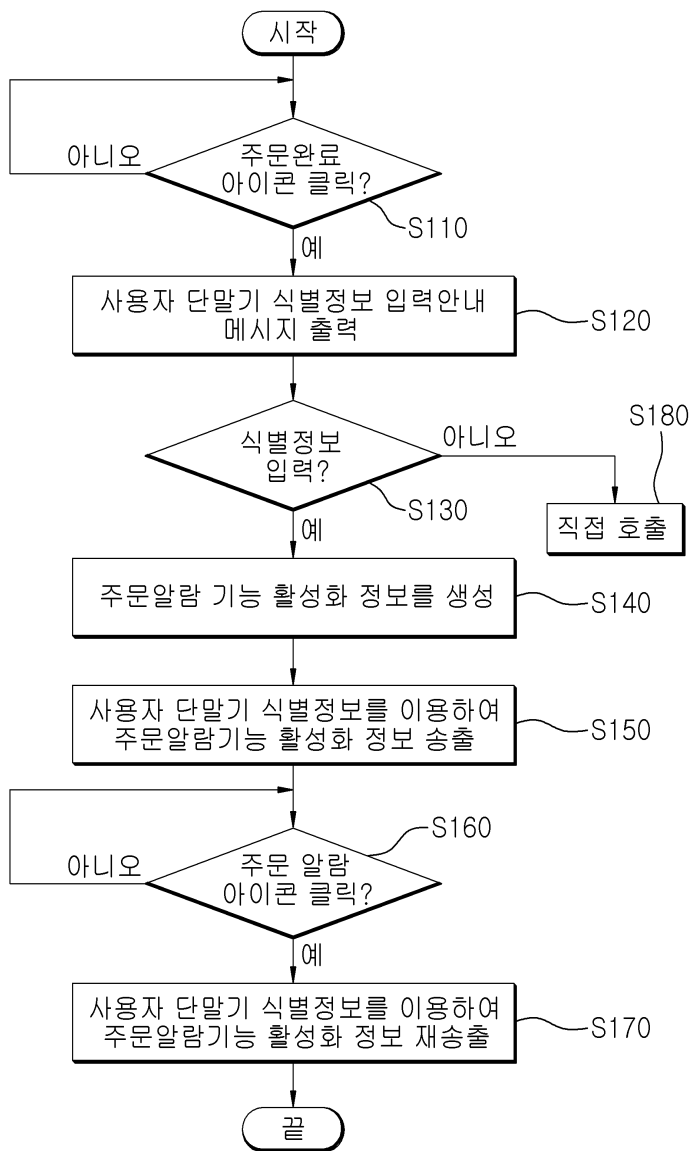 시작
아니오
주문완료
아이콘 클릭?
S110
예
사용자 단말기 식별정보 입력안내
메시지 출력
S120
식별정보
입력?
아니오
S180
S130
직접 호출
예
주문알람 기능 활성화 정보를 생성
S140
사용자 단말기 식별정보를 이용하여
주문알람기능 활성화 정보 송출
S150
S160
아니오
주문 알람
아이콘 클릭?
예
사용자 단말기 식별정보를 이용하여
주문알람기능 활성화 정보 재송출
S170
끝